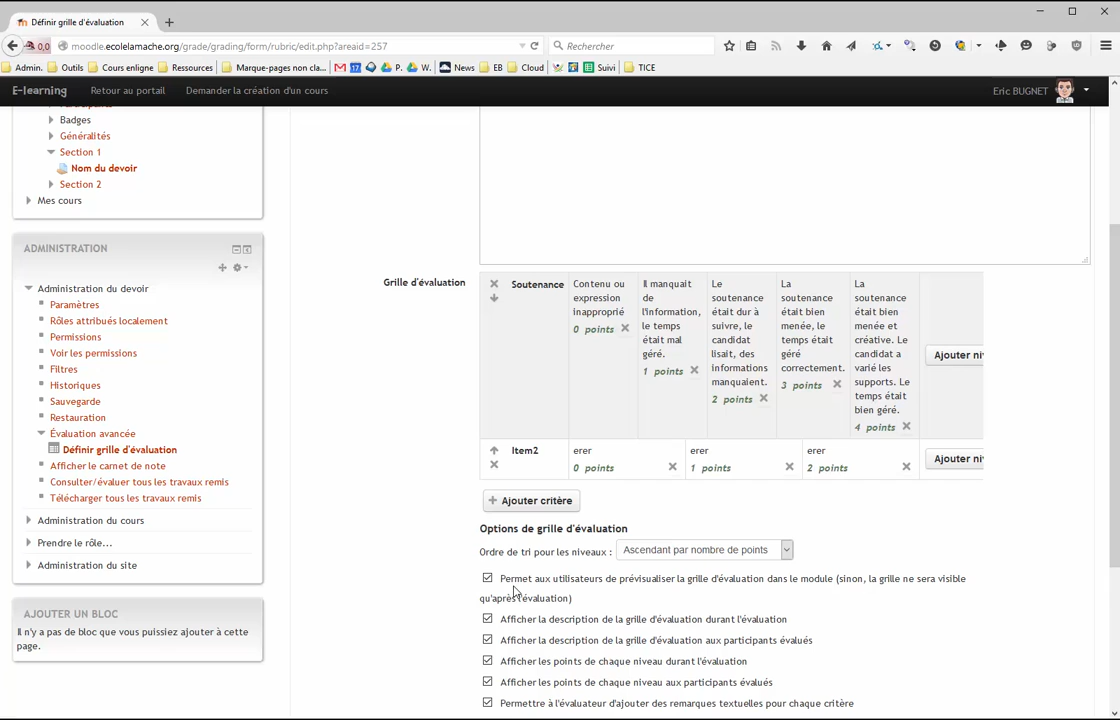 Définir grille d'évaluation
0,0
moodle.ecolelamache.org/grade/grading/form/rubric/edit.php?areaid=257
Rechercher
Admin.
Outils
Cours enligne
Ressources
Marque-pages non cla...
17
P.
W.
News
EB
Cloud
Suivi
TICE
E-learning
Retour au portail
Demander la création d'un cours
Eric BUGNET
Badges
Généralités
Section 1
Nom du devoir
Section 2
Mes cours
ADMINISTRATION
Administration du devoir
Paramètres
Rôles attribués localement
Permissions
Voir les permissions
Filtres
Historiques
Sauvegarde
Restauration
Évaluation avancée
Définir grille d'évaluation
Afficher le carnet de note
Consulter/évaluer tous les travaux remis
Télécharger tous les travaux remis
Administration du cours
Prendre le rôle...
Administration du site
AJOUTER UN BLOC
Il n'y a pas de bloc que vous puissiez ajouter à cette
page.
Grille d'évaluation
Soutenance
Contenu ou
expression
inapproprié
0 points
Il manquait
de
l'information,
le temps
était mal
géré.
1 points
Le
soutenance
était dur à
suivre, le
candidat
lisait, des
informations
manquaient.
2 points
La
soutenance
était bien
menée, le
temps était
géré
correctement.
3 points
La
soutenance
était bien
menée et
créative. Le
candidat a
varié les
supports. Le
temps était
bien géré.
4 points
Ajouter niv
Item2
erer
0 points
erer
1 points
erer
2 points
Ajouter niv
+ Ajouter critère
Options de grille d'évaluation
Ordre de tri pour les niveaux :
Ascendant par nombre de points
Permet aux utilisateurs de prévisualiser la grille d'évaluation dans le module (sinon, la grille ne sera visible
qu'après l'évaluation)
Afficher la description de la grille d'évaluation durant l'évaluation
Afficher la description de la grille d'évaluation aux participants évalués
Afficher les points de chaque niveau durant l'évaluation
Afficher les points de chaque niveau aux participants évalués
Permettre à l'évaluateur d'ajouter des remarques textuelles pour chaque critère